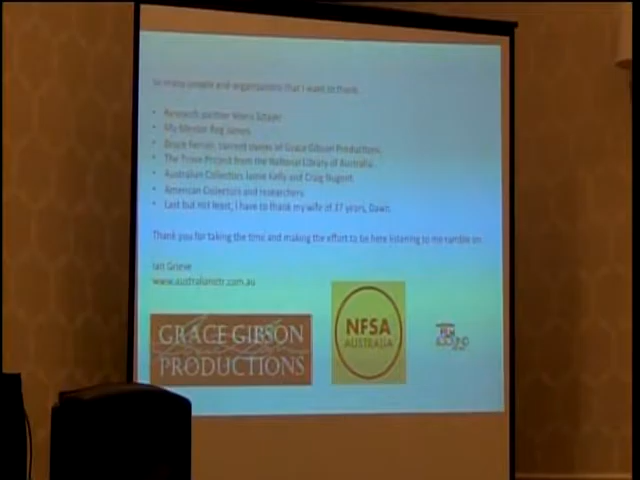 So many people and organisations that I want to thank.
• Research partner
• My Mentor Reg James.
• Bruce Ferrier, current owner of Grace Gibson Productions.
• The Trove Project from the National Library of Australia.
• Australian Collectors Jamie Kelly and Craig Nugent.
• American Collectors and researchers.
• Last but not least, I have to thank my wife of 37 years, Dawn.
Thank you for taking the time and making the effort to be here listening to me ramble on
Ian Grieve
www.australianotr.com.au
GRACE GIBSON
PRODUCTIONS
NFSA
AUSTRALIA